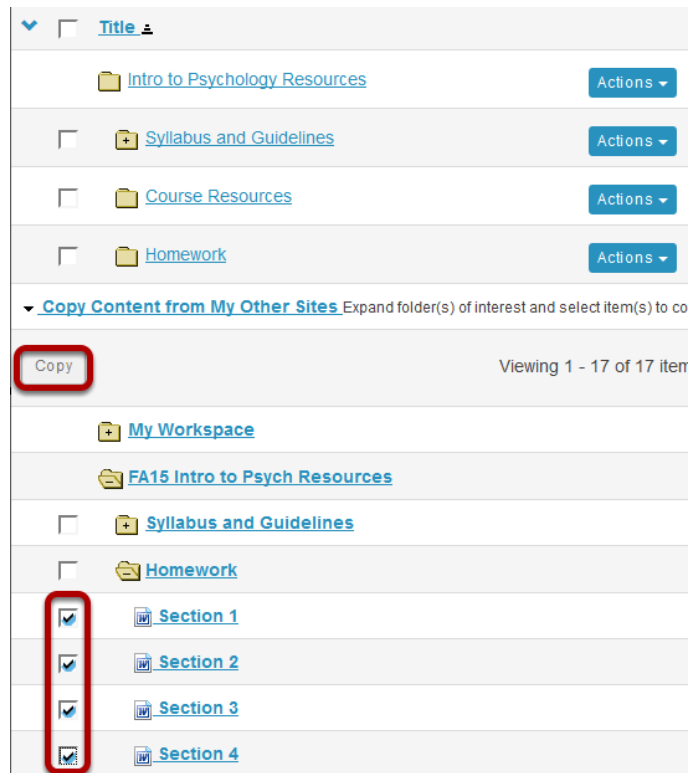 Title
Intro to Psychology Resources Actions
Syllabus and Guidelines Actions
Course Resources Actions
Homework Actions
Copy Content from My Other Sites Expand folder(s) of interest and select item(s) to co
Copy Viewing 1 - 17 of 17 item
My Workspace
FA15 Intro to Psych Resources
Syllabus and Guidelines
Homework
Section 1
Section 2
Section 3
Section 4